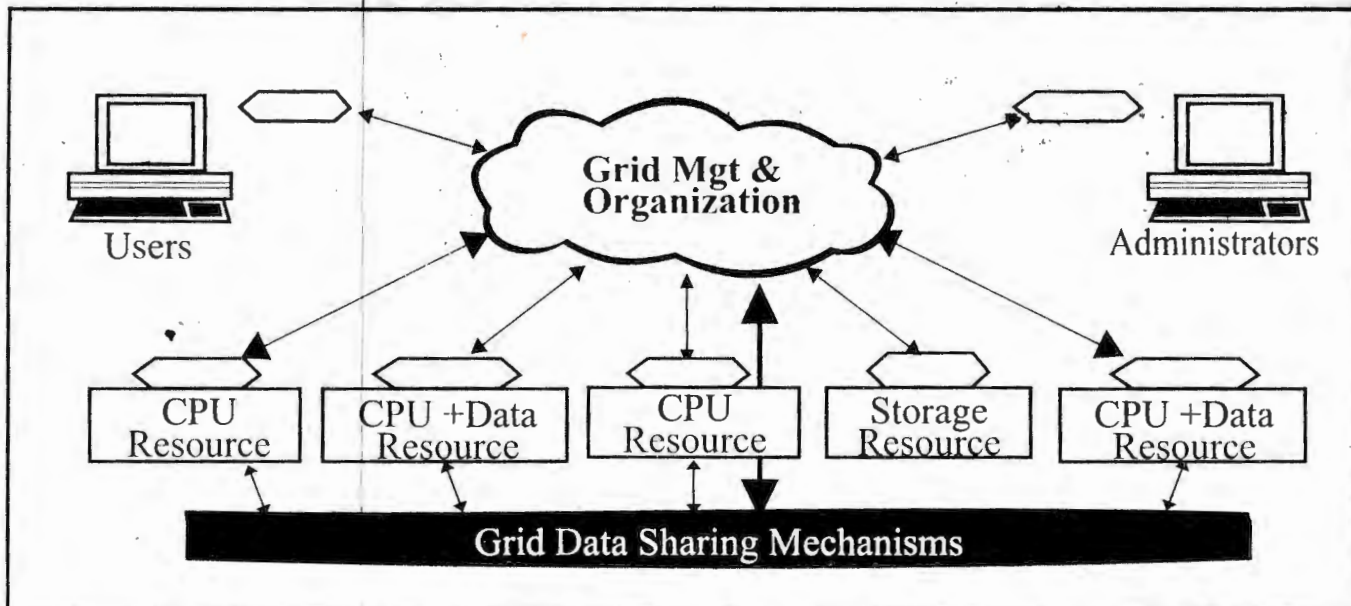 Grid Mgt &
Organization
Users
Administrators
CPU
Resource
CPU +Data
Resource
CPU
Resource
Storage
Resource
CPU +Data
Resource
Grid Data Sharing Mechanisms